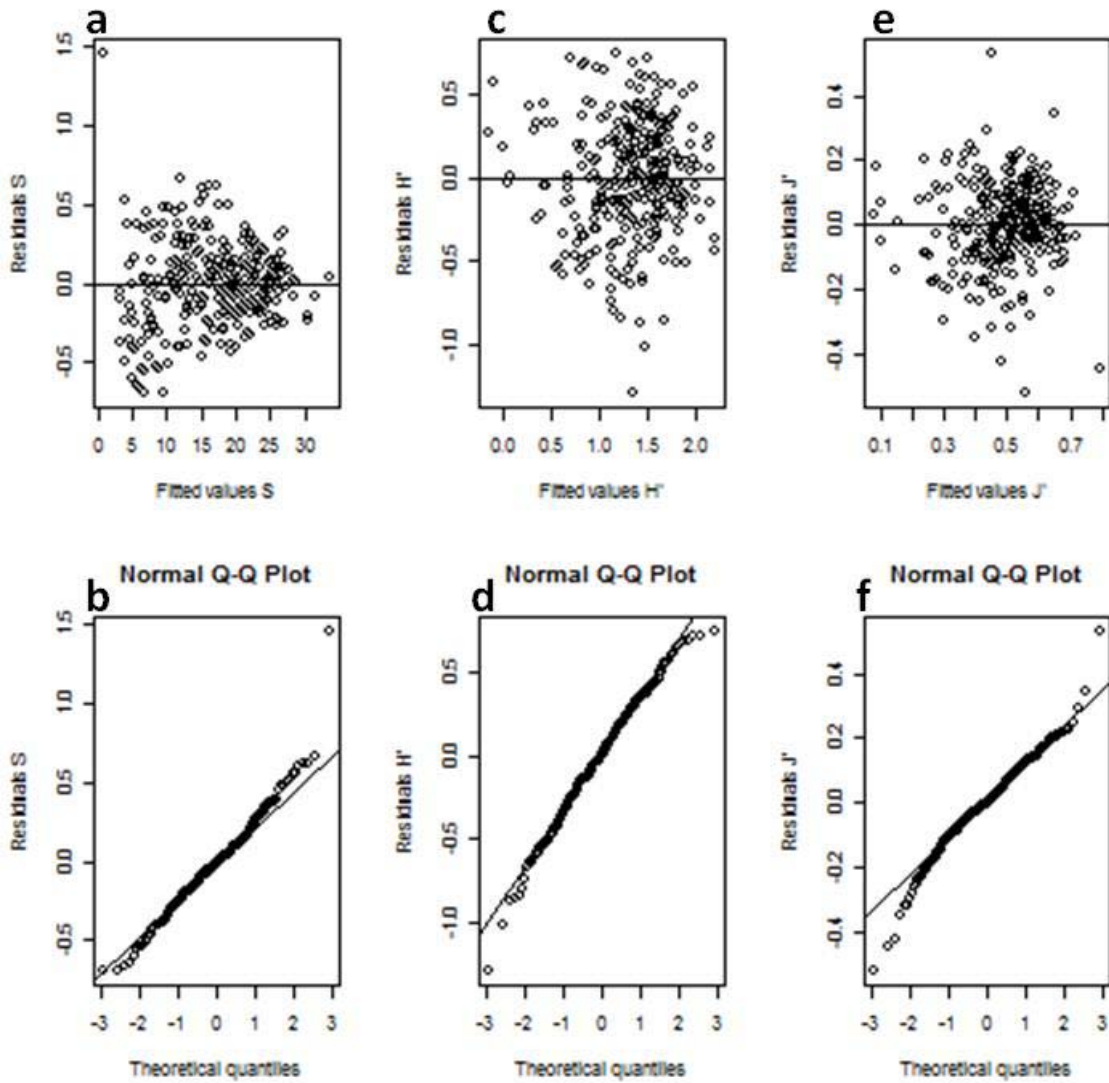 a
c
e
Residuals S
1.5
1.0
0.5
0.0
-0.5
0 5 10 15 20 25 30
Fitted values S
Residuals H'
0.5
0.0
-0.5
-1.0
0.0 0.5 1.0 1.5 2.0
Fitted values H'
Residuals J'
0.4
0.2
0.0
-0.2
-0.4
0.1 0.3 0.5 0.7
Fitted values J'
b
d
f
Normal Q-Q Plot
Residuals S
1.5
1.0
0.5
0.0
-0.5
-3 -2 -1 0 1 2 3
Theoretical quantiles
Normal Q-Q Plot
Residuals H'
0.5
0.0
-0.5
-1.0
-3 -2 -1 0 1 2 3
Theoretical quantiles
Normal Q-Q Plot
Residuals J'
0.4
0.2
0.0
-0.2
-0.4
-3 -2 -1 0 1 2 3
Theoretical quantiles